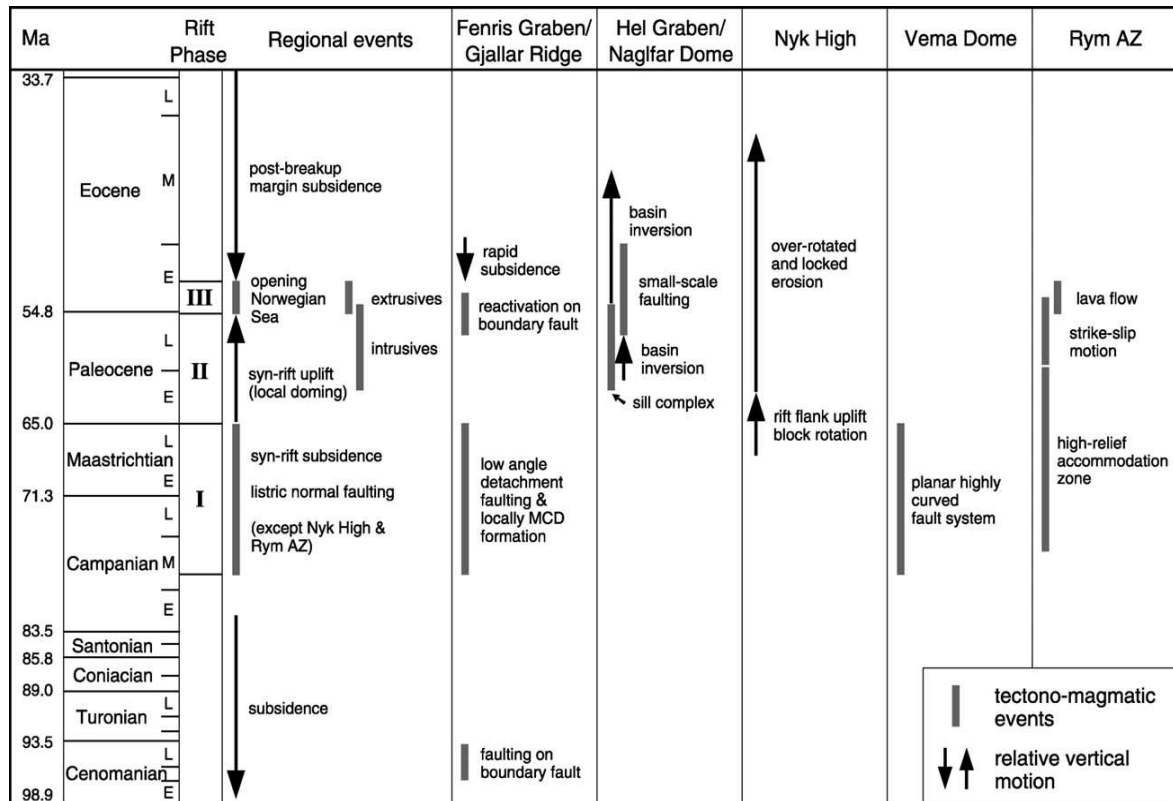 Ma
Rift
Phase
Regional events
Fenris Graben/
Gjallar Ridge
Hel Graben/
Naglfar Dome
Nyk High
Vema Dome
Rym AZ
33.7
Eocene
L
M
E
54.8
Paleocene
L
E
65.0
Maastrichtian
L
E
71.3
Campanian
L
M
E
83.5
Santonian
85.8
Coniacian
89.0
Turonian
L
93.5
Cenomanian
L
E
98.9
III
II
I
post-breakup
margin subsidence
opening
Norwegian
Sea
extrusives
intrusives
syn-rift uplift
(local doming)
syn-rift subsidence
listric normal faulting
(except Nyk High &
Rym AZ)
subsidence
rapid
subsidence
reactivation on
boundary fault
low angle
detachment
faulting &
locally MCD
formation
faulting on
boundary fault
basin
inversion
small-scale
faulting
basin
inversion
sill complex
over-rotated
and locked
erosion
rift flank uplift
block rotation
planar highly
curved
fault system
lava flow
strike-slip
motion
high-relief
accommodation
zone
tectono-magmatic
events
relative vertical
motion